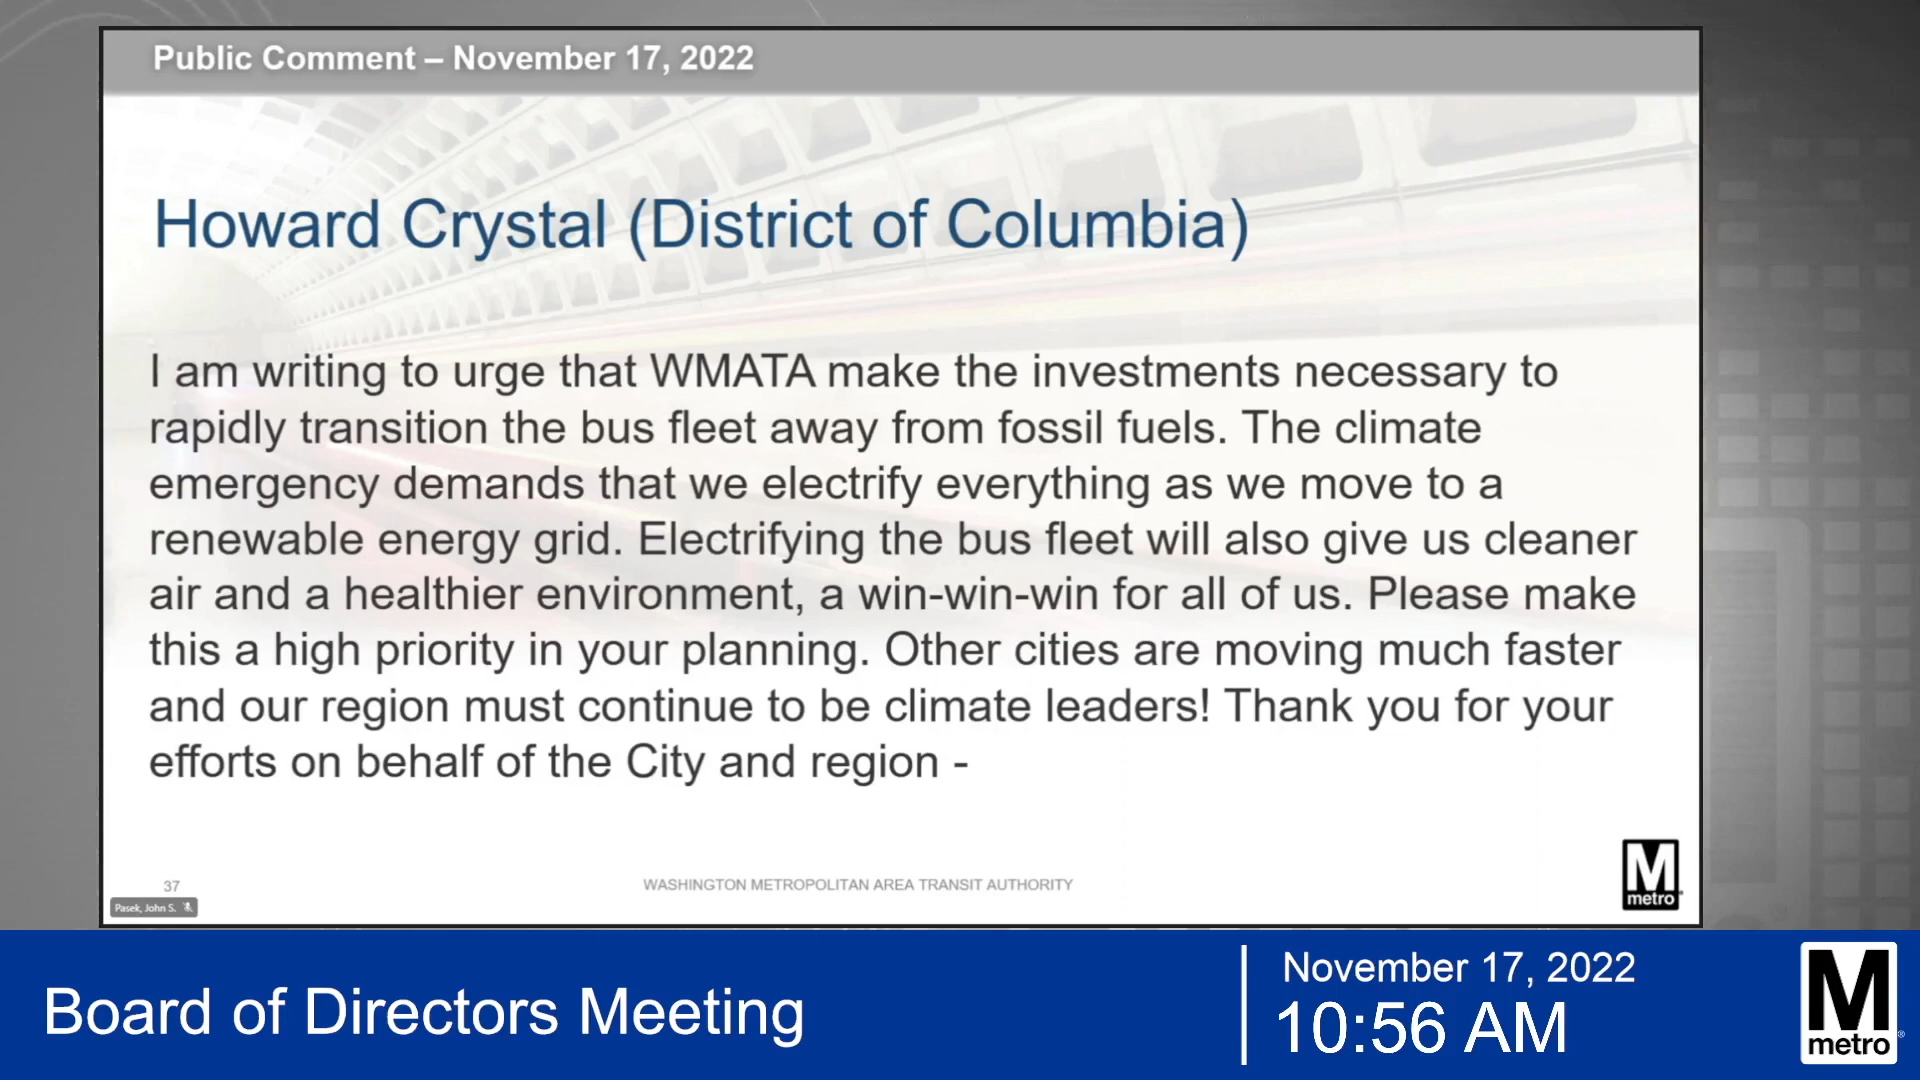 Public Comment – November 17, 2022
Howard Crystal (District of Columbia)
I am writing to urge that WMATA make the investments necessary to
rapidly transition the bus fleet away from fossil fuels. The climate
emergency demands that we electrify everything as we move to a
renewable energy grid. Electrifying the bus fleet will also give us cleaner
air and a healthier environment, a win-win-win for all of us. Please make
this a high priority in your planning. Other cities are moving much faster
and our region must continue to be climate leaders! Thank you for your
efforts on behalf of the City and region -
37
WASHINGTON METROPOLITAN AREA TRANSIT AUTHORITY
M
metro
Pasek, John S.
Board of Directors Meeting
November 17, 2022
10:56 AM
M
metro®